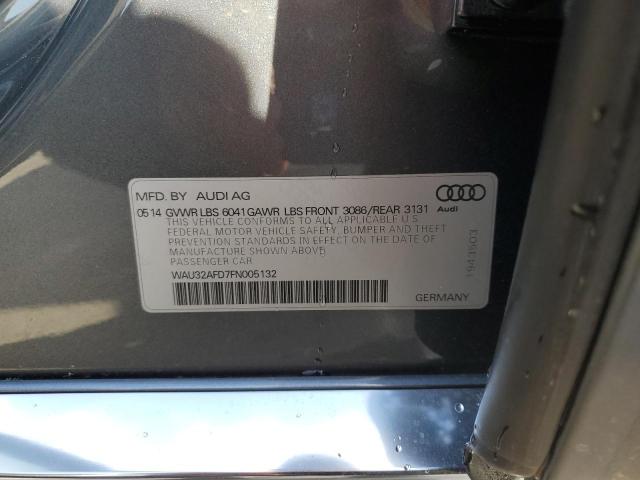 MFD. BY AUDI AG
0514 GVWR LBS 6041 GAWR LBS FRONT 3086/REAR 3131
Audi
THIS VEHICLE CONFORMS TO ALL APPLICABLE U.S
FEDERAL MOTOR VEHICLE SAFETY, BUMPER AND THEFT
PREVENTION STANDARDS IN EFFECT ON THE DATE OF
MANUFACTURE SHOWN ABOVE
PASSENGER CAR
WAU32AFD7FN005132
GERMANY
1943503